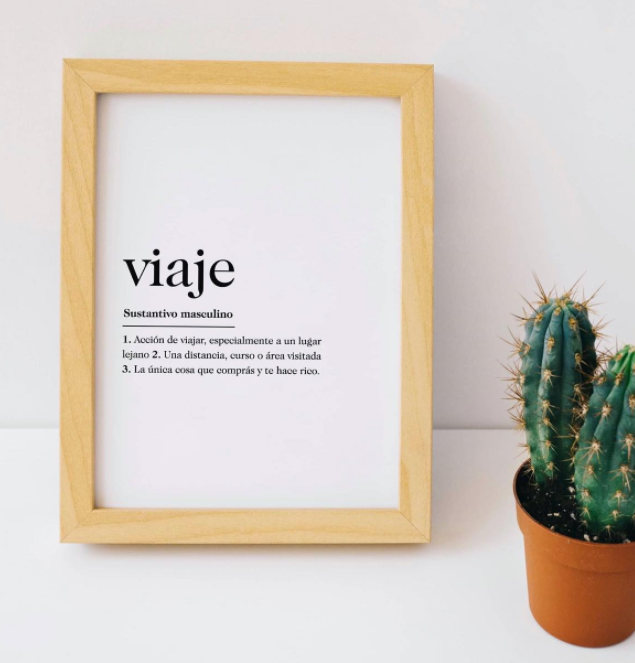 viaje
Sustantivo masculino
1. Acción de viajar, especialmente a un lugar
lejano 2. Una distancia, curso o área visitada
3. La única cosa que comprás y te hace rico.